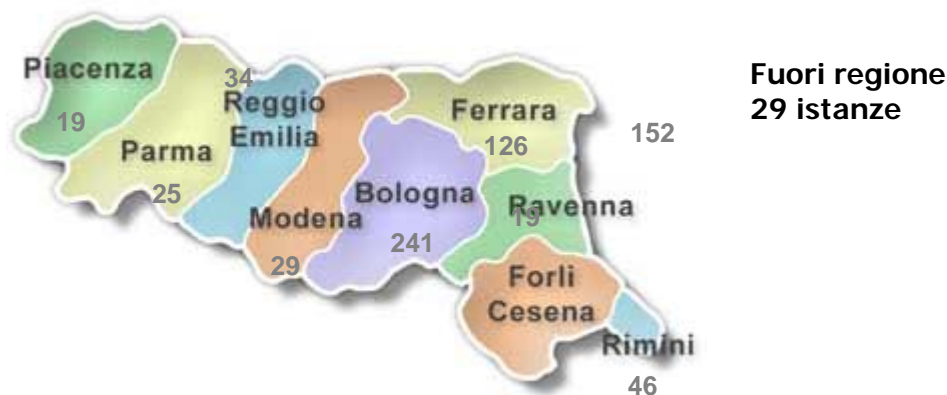 Piacenza
19
34
Reggio
Emilia
Parma
25
Modena
29
Bologna
241
Ferrara
126
152
Ravenna
19
Forli
Cesena
Rimini
46
Fuori regione
29 istanze